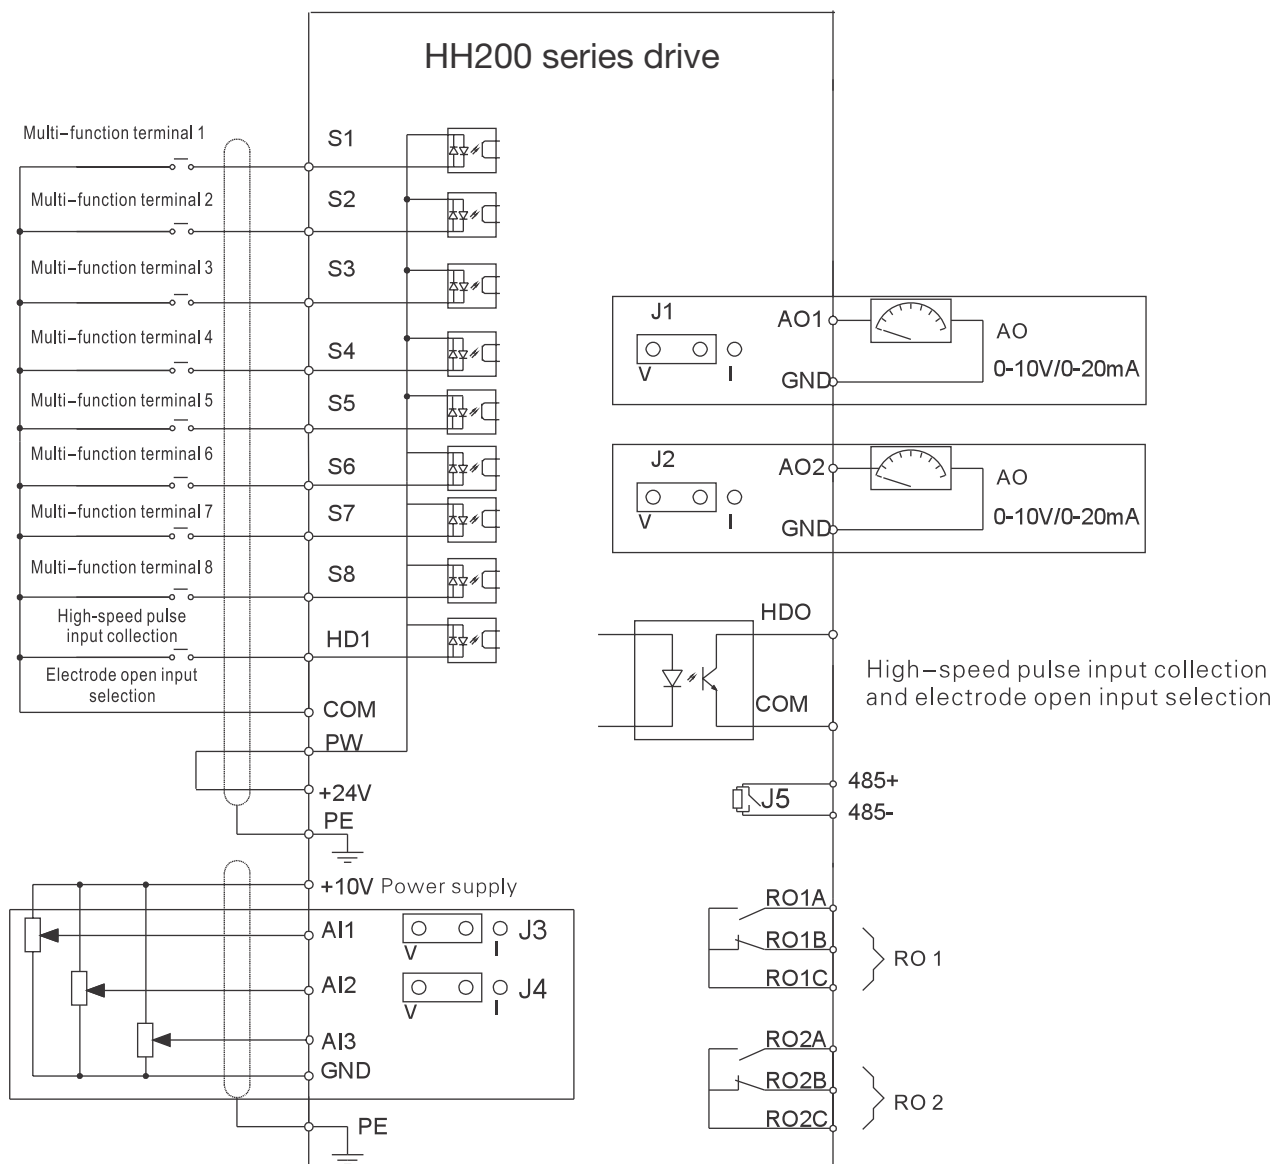 HH200 series drive
Multi-function terminal 1
S1
Multi-function terminal 2
S2
Multi-function terminal 3
S3
Multi-function terminal 4
S4
Multi-function terminal 5
S5
Multi-function terminal 6
S6
Multi-function terminal 7
S7
Multi-function terminal 8
S8
High-speed pulse
input collection
HD1
Electrode open input
selection
COM
PW
+24V
PE
+10V Power supply
AI1
V
I
J3
AI2
V
I
J4
AI3
GND
PE
J1
V
I
AO1
GND
AO
0-10V/0-20mA
J2
V
I
AO2
GND
AO
0-10V/0-20mA
HDO
COM
High-speed pulse input collection
and electrode open input selection
J5
485+
485-
RO1A
RO1B
RO1C
RO 1
RO2A
RO2B
RO2C
RO 2